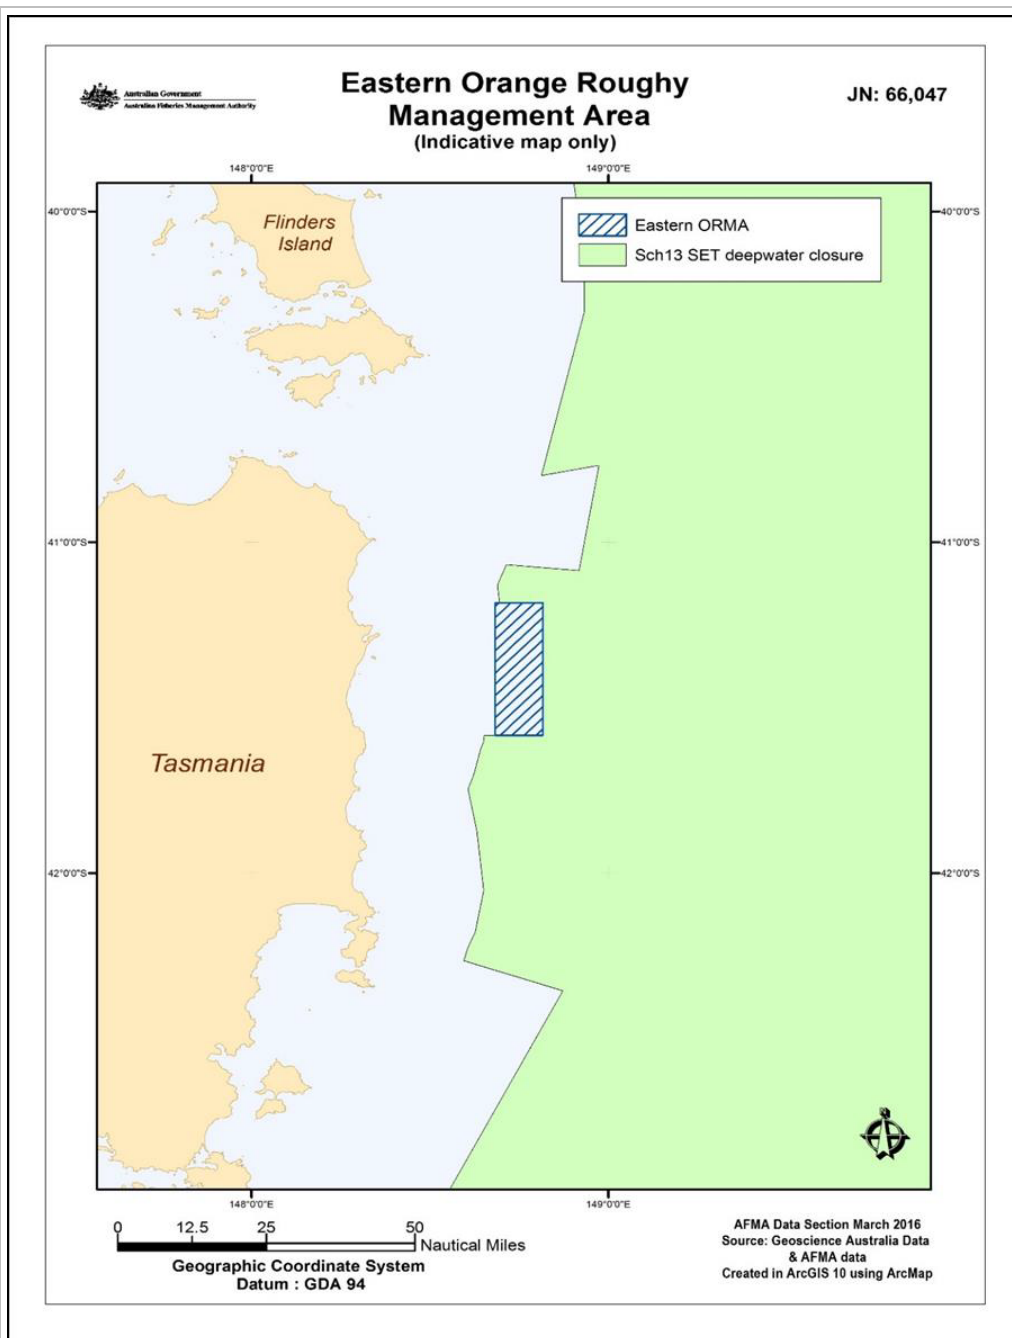 Australian Government
Australian Fisheries Management Authority
Eastern Orange Roughy
Management Area
(Indicative map only)
JN: 66,047
148°0'0"E
149°0'0"E
40°0'0"S
40°0'0"S
Flinders
Island
Eastern ORMA
Sch13 SET deepwater closure
41°0'0"S
41°0'0"S
Tasmania
42°0'0"S
42°0'0"S
148°0'0"E
149°0'0"E
0 12.5 25 50
Nautical Miles
Geographic Coordinate System
Datum : GDA 94
AFMA Data Section March 2016
Source: Geoscience Australia Data
& AFMA data
Created in ArcGIS 10 using ArcMap